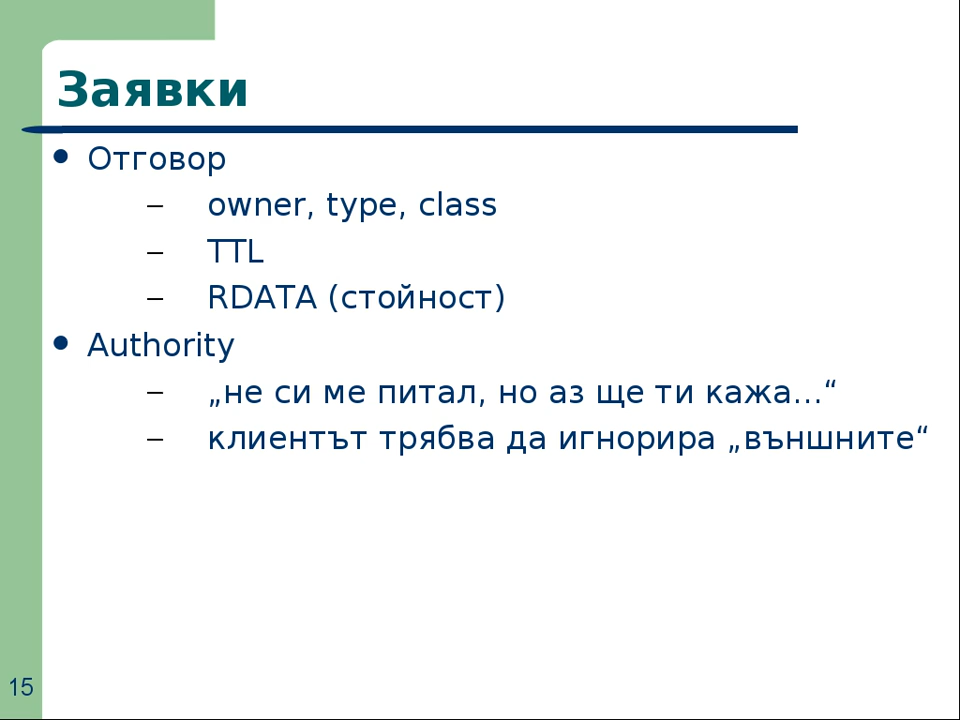 Заявки
● Отговор
– owner, type, class
– TTL
– RDATA (стойност)
● Authority
– „не си ме питал, но аз ще ти кажа...“
– клиентът трябва да игнорира „външните“
15